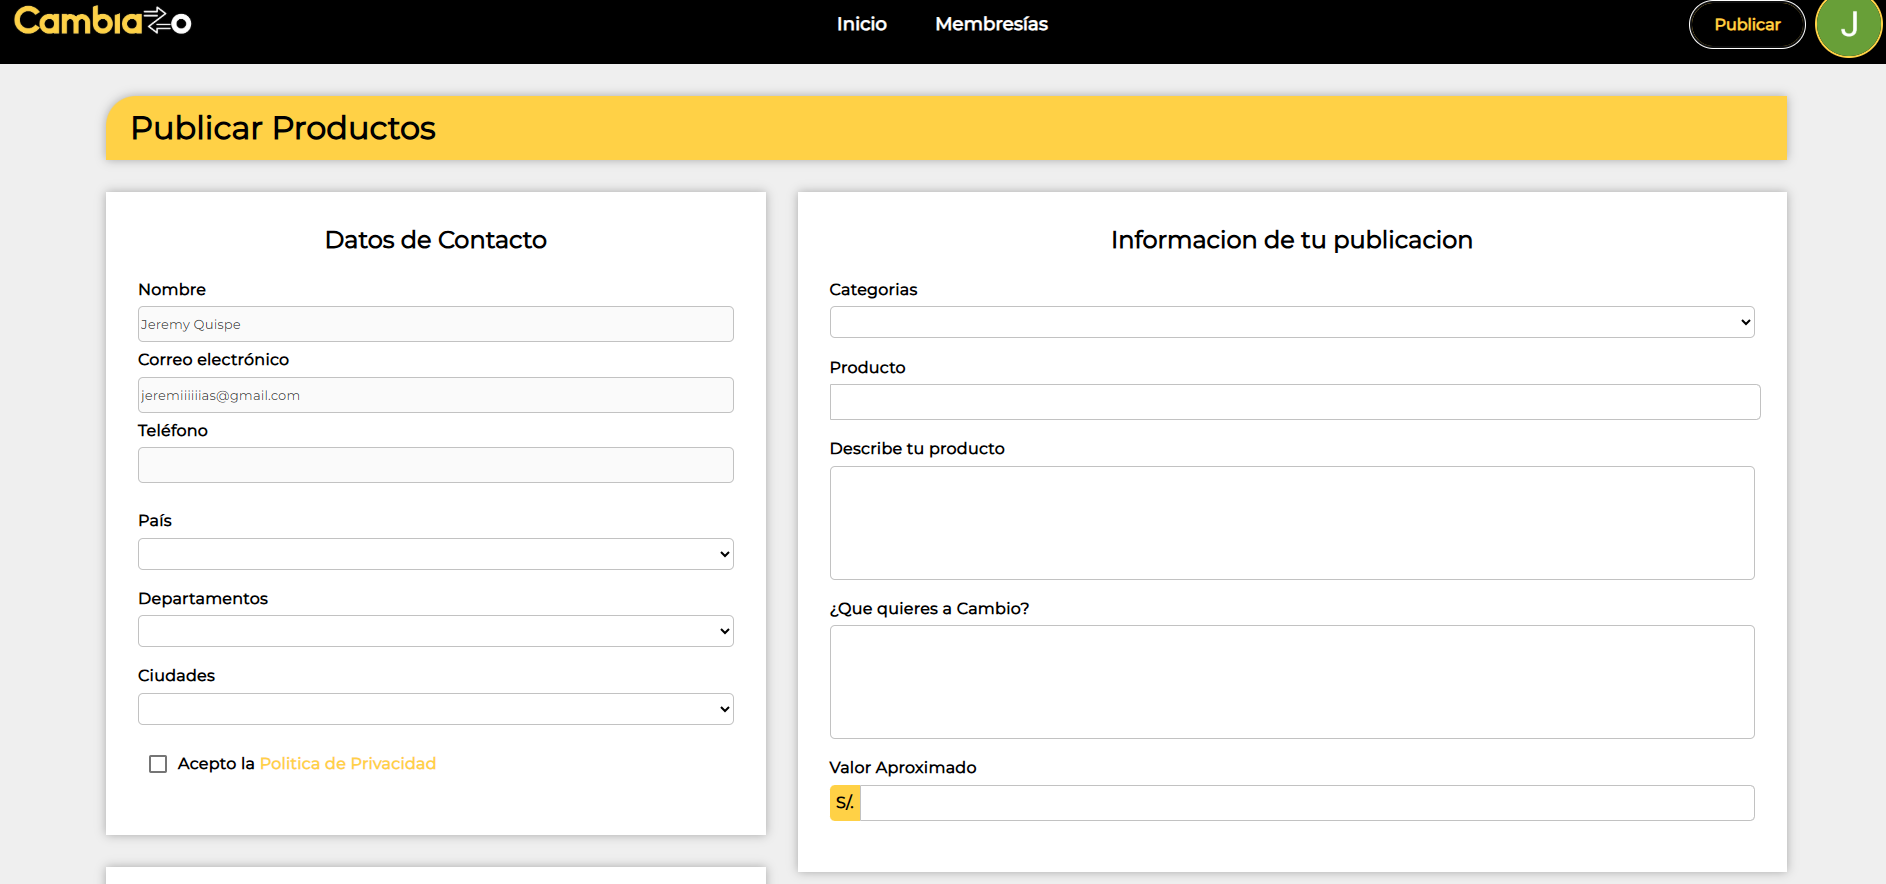 Cambiazo
Inicio
Membresías
Publicar
J
Publicar Productos
Datos de Contacto
Nombre
Jeremy Quispe
Correo electrónico
jeremiiiiiias@gmail.com
Teléfono
País
Departamentos
Ciudades
Acepto la Politica de Privacidad
Informacion de tu publicacion
Categorias
Producto
Describe tu producto
¿Que quieres a Cambio?
Valor Aproximado
S/.